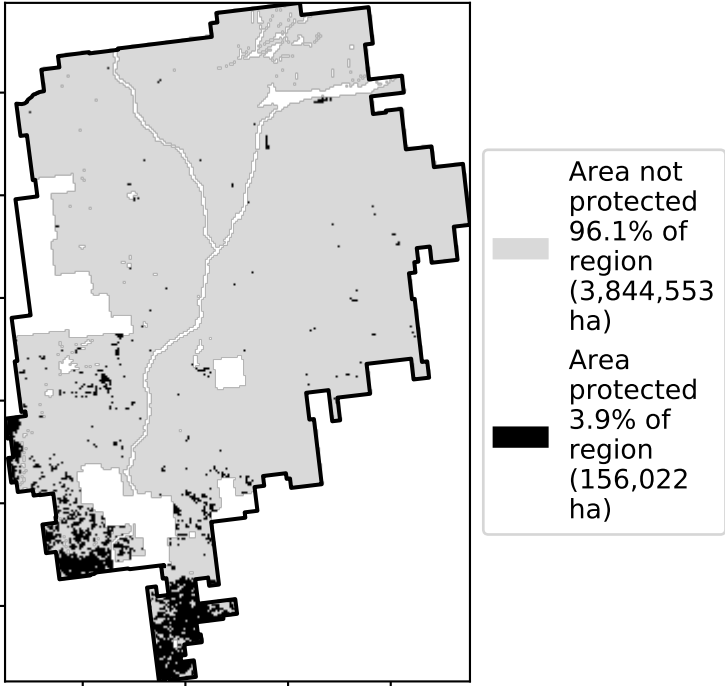 Area not
protected
96.1% of
region
(3,844,553
ha)
Area
protected
3.9% of
region
(156,022
ha)